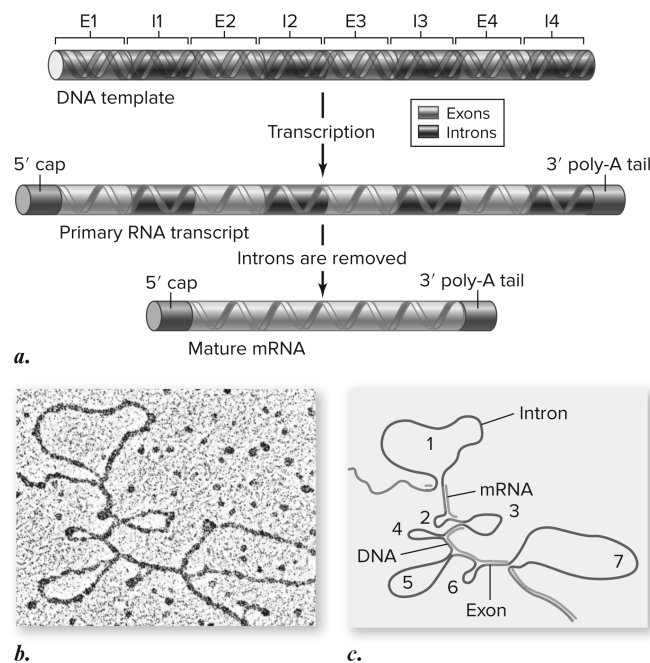 E1 I1 E2 I2 E3 I3 E4 I4
DNA template
Transcription
Exons
Introns
5′ cap
3′ poly-A tail
Primary RNA transcript
Introns are removed
5′ cap
3′ poly-A tail
Mature mRNA
a.
Intron
1
mRNA
2
3
4
DNA
5
6
7
Exon
b.
c.